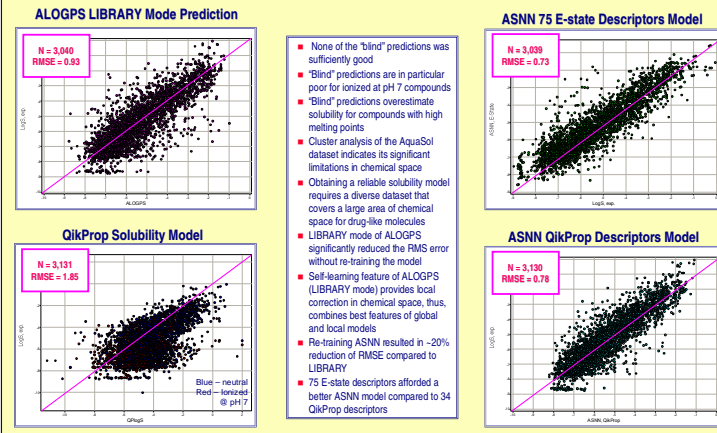 ALOGPS LIBRARY Mode Prediction
N = 3,040
RMSE = 0.93
LogS, exp.
ALOGPS
QikProp Solubility Model
N = 3,131
RMSE = 1.85
LogS, exp.
Blue – neutral
Red – Ionized
@ pH 7
QPlogS
None of the “blind” predictions was
sufficiently good
“Blind” predictions are in particular
poor for ionized at pH 7 compounds
“Blind” predictions overestimate
solubility for compounds with high
melting points
Cluster analysis of the AquaSol
dataset indicates its significant
limitations in chemical space
Obtaining a reliable solubility model
requires a diverse dataset that
covers a large area of chemical
space for drug-like molecules
LIBRARY mode of ALOGPS
significantly reduced the RMS error
without re-training the model
Self-learning feature of ALOGPS
(LIBRARY mode) provides local
correction in chemical space, thus,
combines best features of global
and local models
Re-training ASNN resulted in ~20%
reduction of RMSE compared to
LIBRARY
75 E-state descriptors afforded a
better ASNN model compared to 34
QikProp descriptors
ASNN 75 E-state Descriptors Model
N = 3,039
RMSE = 0.73
ASNN, E-State
LogS, exp.
ASNN QikProp Descriptors Model
N = 3,130
RMSE = 0.78
LogS, exp.
ASNN, QikProp